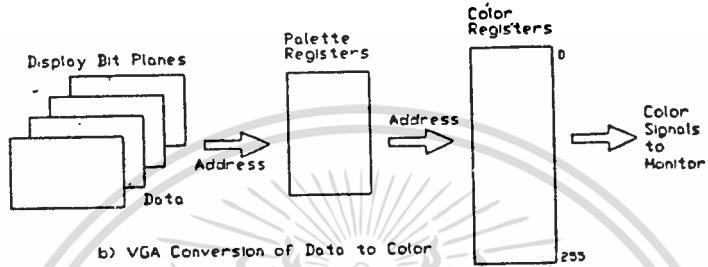 Display Bit Planes
Data
Address
Palette
Registers
Address
Color
Registers
0
255
Color
Signals
to
Monitor
b) VGA Conversion of Data to Color